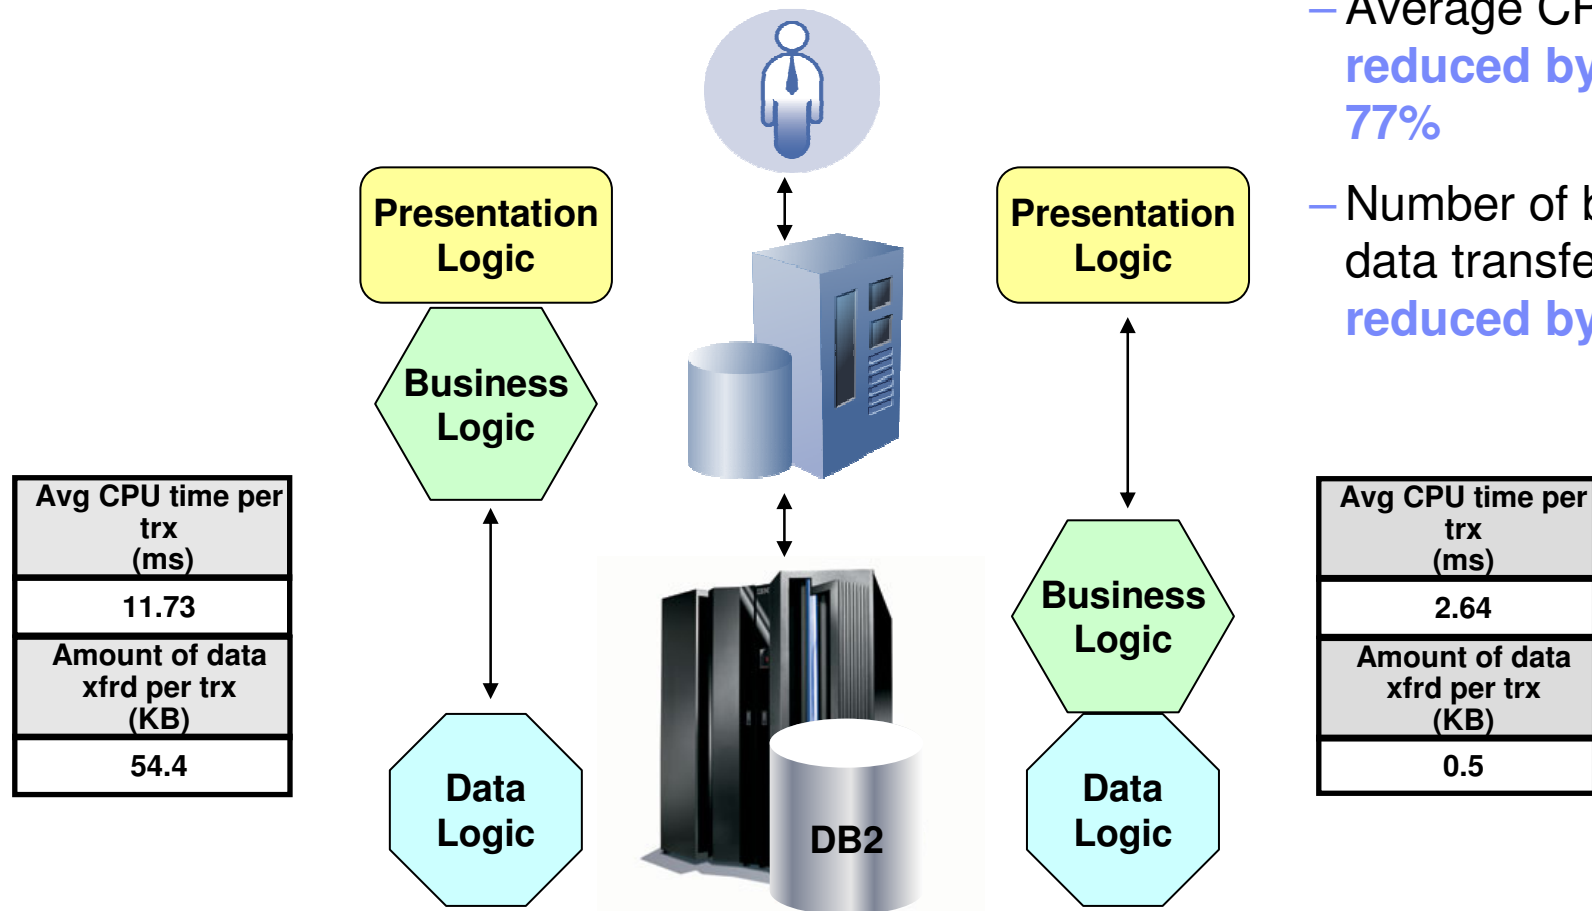 – Average
reduced by
77%
– Number of
data
reduced by
Presentation
Logic
Business
Logic
Data
Logic
Avg CPU time per
trx
(ms)
11.73
Amount of data
xfrd per trx
(KB)
54.4
DB2
Presentation
Logic
Business
Logic
Data
Logic
Avg CPU time per
trx
(ms)
2.64
Amount of data
xfrd per trx
(KB)
0.5